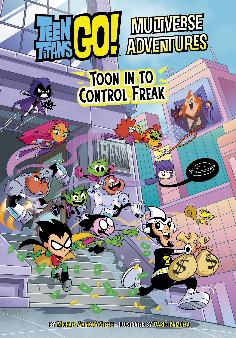 TEEN TITANS GO!
MULTIVERSE
ADVENTURES
TOON IN TO
CONTROL FREAK
$
$